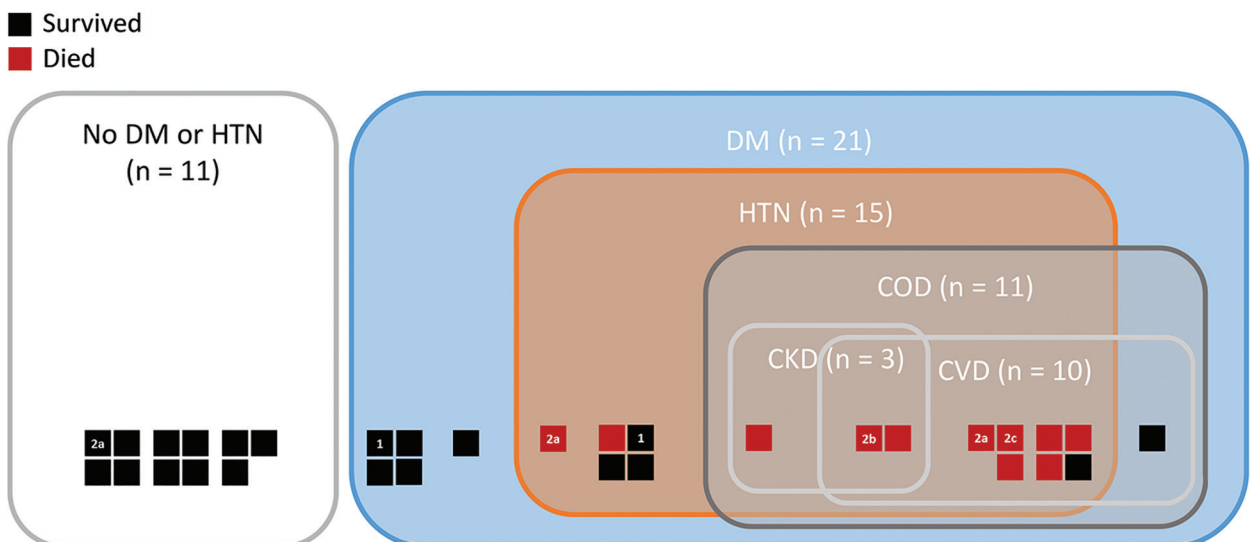 Survived
Died
No DM or HTN
(n = 11)
DM (n = 21)
HTN (n = 15)
COD (n = 11)
CKD (n = 3)
CVD (n = 10)
2a
1
2a
1
2b
2a 2c